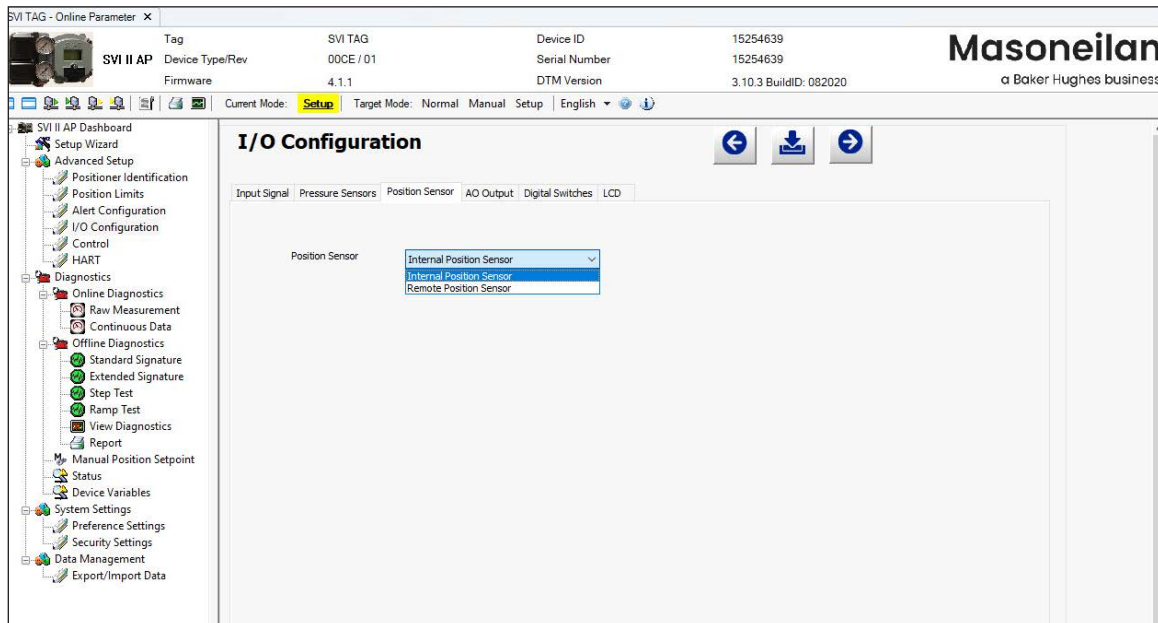 SVI TAG - Online Parameter X
SVI II AP
Tag SVI TAG Device ID 15254639
Device Type/Rev 00CE / 01 Serial Number 15254639
Firmware 4.1.1 DTM Version 3.10.3 BuildID: 082020
Masoneilan
a Baker Hughes business
Current Mode: Setup Target Mode: Normal Manual Setup English
SVI II AP Dashboard
Setup Wizard
Advanced Setup
Positioner Identification
Position Limits
Alert Configuration
I/O Configuration
Control
HART
Diagnostics
Online Diagnostics
Raw Measurement
Continuous Data
Offline Diagnostics
Standard Signature
Extended Signature
Step Test
Ramp Test
View Diagnostics
Report
Manual Position Setpoint
Status
Device Variables
System Settings
Preference Settings
Security Settings
Data Management
Export/Import Data
I/O Configuration
Input Signal Pressure Sensors Position Sensor AO Output Digital Switches LCD
Position Sensor Internal Position Sensor
Internal Position Sensor
Remote Position Sensor